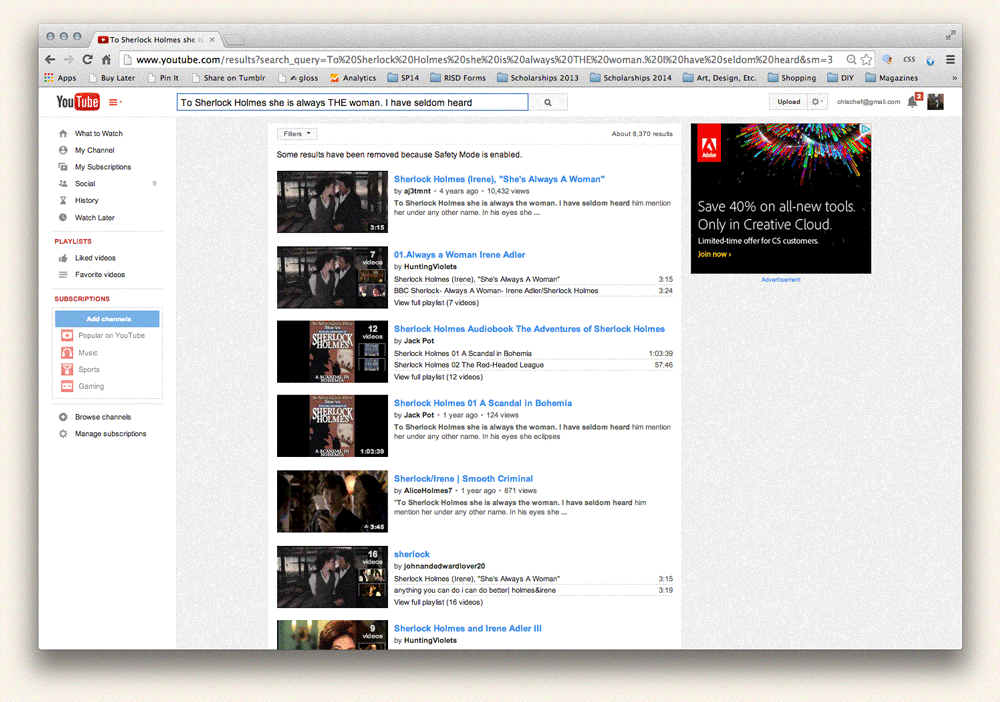 To Sherlock Holmes she is
www.youtube.com/results?search_query=To%20Sherlock%20Holmes%20she%20is%20always%20THE%20woman.%20I%20have%20seldom%20heard&sm=3
Apps Buy Later Pin It Share on Tumblr gloss Analytics SP14 RISD Forms Scholarships 2013 Scholarships 2014 Art, Design, Etc. Shopping DIY Magazines »
CSS
YouTube
To Sherlock Holmes she is always THE woman. I have seldom heard
Upload
chlschef@gmail.com
2
What to Watch
My Channel
My Subscriptions
Social 9
History
Watch Later
PLAYLISTS
Liked videos
Favorite videos
SUBSCRIPTIONS
Add channels
Popular on YouTube
Music
Sports
Gaming
Browse channels
Manage subscriptions
Filters
About 8,370 results
Some results have been removed because Safety Mode is enabled.
3:15
Sherlock Holmes (Irene), "She's Always A Woman"
by aj3tmnt • 4 years ago • 10,432 views
To Sherlock Holmes she is always the woman. I have seldom heard him mention
her under any other name. In his eyes she ...
7
videos
01.Always a Woman Irene Adler
by HuntingViolets
Sherlock Holmes (Irene), "She's Always A Woman" 3:15
BBC Sherlock- Always A Woman- Irene Adler/Sherlock Holmes 3:24
View full playlist (7 videos)
SHERLOCK
HOLMES
A SCANDAL IN
BOHEMIA
12
videos
Sherlock Holmes Audiobook The Adventures of Sherlock Holmes
by Jack Pot
Sherlock Holmes 01 A Scandal in Bohemia 1:03:39
Sherlock Holmes 02 The Red-Headed League 57:46
View full playlist (12 videos)
SHERLOCK
HOLMES
A SCANDAL IN
BOHEMIA
1:03:39
Sherlock Holmes 01 A Scandal in Bohemia
by Jack Pot • 1 year ago • 124 views
To Sherlock Holmes she is always the woman. I have seldom heard him mention
her under any other name. In his eyes she eclipses
3:45
Sherlock/Irene | Smooth Criminal
by AliceHolmes7 • 1 year ago • 871 views
"To Sherlock Holmes she is always the woman. I have seldom heard him
mention her under any other name. In his eyes she ...
16
videos
sherlock
by johnandedwardlover20
Sherlock Holmes (Irene), "She's Always A Woman" 3:15
anything you can do i can do better| holmes&irene 3:19
View full playlist (16 videos)
9
videos
Sherlock Holmes and Irene Adler III
by HuntingViolets
Adobe
Save 40% on all-new tools.
Only in Creative Cloud.
Limited-time offer for CS customers.
Join now ›
Advertisement